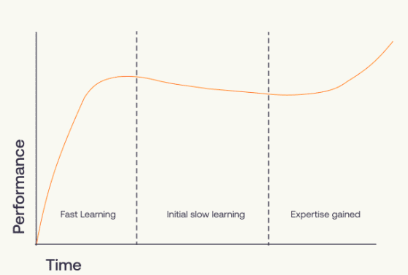 Performance
Fast Learning
Initial slow learning
Expertise gained
Time